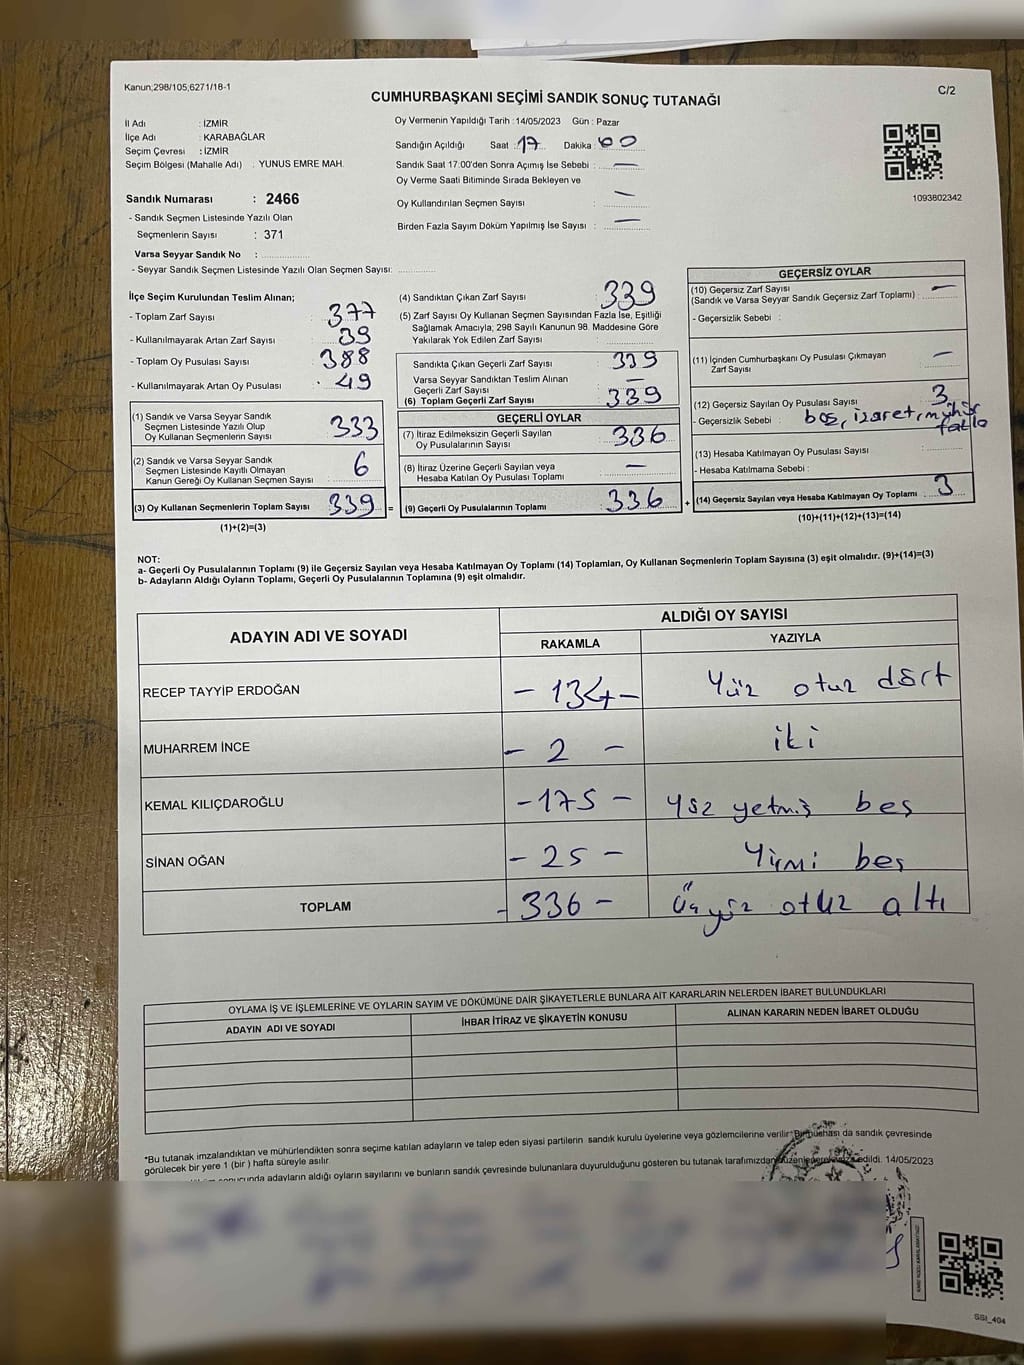 Kanun;298/105;6271/18-1
C/2
CUMHURBAŞKANI SEÇİMİ SANDIK SONUÇ TUTANAĞI
İl Adı : İZMİR
İlçe Adı : KARABAĞLAR
Seçim Çevresi : İZMİR
Seçim Bölgesi (Mahalle Adı) : YUNUS EMRE MAH.
Oy Vermenin Yapıldığı Tarih :14/05/2023 Gün : Pazar
Sandığın Açıldığı Saat : 17 Dakika : 00
Sandık Saat 17:00'den Sonra Açımış İse Sebebi : —
Oy Verme Saati Bitiminde Sırada Bekleyen ve
Oy Kullandırılan Seçmen Sayısı : —
Birden Fazla Sayım Döküm Yapılmış İse Sayısı : —
1093802342
Sandık Numarası : 2466
- Sandık Seçmen Listesinde Yazılı Olan
Seçmenlerin Sayısı : 371
Varsa Seyyar Sandık No :
- Seyyar Sandık Seçmen Listesinde Yazılı Olan Seçmen Sayısı:
İlçe Seçim Kurulundan Teslim Alınan;
- Toplam Zarf Sayısı : 377
- Kullanılmayarak Artan Zarf Sayısı : 39
- Toplam Oy Pusulası Sayısı : 388
- Kullanılmayarak Artan Oy Pusulası : 49
(1) Sandık ve Varsa Seyyar Sandık
Seçmen Listesinde Yazılı Olup
Oy Kullanan Seçmenlerin Sayısı : 333
(2) Sandık ve Varsa Seyyar Sandık
Seçmen Listesinde Kayıtlı Olmayan
Kanun Gereği Oy Kullanan Seçmen Sayısı : 6
(3) Oy Kullanan Seçmenlerin Toplam Sayısı : 339 =
(1)+(2)=(3)
(4) Sandıktan Çıkan Zarf Sayısı : 339
(5) Zarf Sayısı Oy Kullanan Seçmen Sayısından Fazla İse, Eşitliği
Sağlamak Amacıyla; 298 Sayılı Kanunun 98. Maddesine Göre
Yakılarak Yok Edilen Zarf Sayısı :
Sandıkta Çıkan Geçerli Zarf Sayısı : 339
Varsa Seyyar Sandıktan Teslim Alınan
Geçerli Zarf Sayısı : —
(6) Toplam Geçerli Zarf Sayısı : 339
GEÇERLİ OYLAR
(7) İtiraz Edilmeksizin Geçerli Sayılan
Oy Pusulalarının Sayısı : 336
(8) İtiraz Üzerine Geçerli Sayılan veya
Hesaba Katılan Oy Pusulası Toplamı : —
(9) Geçerli Oy Pusulalarının Toplamı : 336 +
GEÇERSİZ OYLAR
(10) Geçersiz Zarf Sayısı
(Sandık ve Varsa Seyyar Sandık Geçersiz Zarf Toplamı) : —
- Geçersizlik Sebebi :
(11) İçinden Cumhurbaşkanı Oy Pusulası Çıkmayan
Zarf Sayısı : —
(12) Geçersiz Sayılan Oy Pusulası Sayısı : 3
- Geçersizlik Sebebi : boş, izaret, mühür
fazla
(13) Hesaba Katılmayan Oy Pusulası Sayısı :
- Hesaba Katılmama Sebebi :
(14) Geçersiz Sayılan veya Hesaba Katılmayan Oy Toplamı : 3
(10)+(11)+(12)+(13)=(14)
NOT:
a- Geçerli Oy Pusulalarının Toplamı (9) ile Geçersiz Sayılan veya Hesaba Katılmayan Oy Toplamı (14) Toplamları, Oy Kullanan Seçmenlerin Toplam Sayısına (3) eşit olmalıdır. (9)+(14)=(3)
b- Adayların Aldığı Oyların Toplamı, Geçerli Oy Pusulalarının Toplamına (9) eşit olmalıdır.
ADAYIN ADI VE SOYADI
ALDIĞI OY SAYISI
RAKAMLA YAZIYLA
RECEP TAYYİP ERDOĞAN - 134 - Yüz otuz dört
MUHARREM İNCE - 2 - iki
KEMAL KILIÇDAROĞLU - 175 - yüz yetmiş beş
SİNAN OĞAN - 25 - Yirmi beş
TOPLAM - 336 - Üçyüz otuz altı
OYLAMA İŞ VE İŞLEMLERİNE VE OYLARIN SAYIM VE DÖKÜMÜNE DAİR ŞİKAYETLERLE BUNLARA AİT KARARLARIN NELERDEN İBARET BULUNDUKLARI
ADAYIN ADI VE SOYADI İHBAR İTİRAZ VE ŞİKAYETİN KONUSU ALINAN KARARIN NEDEN İBARET OLDUĞU
*Bu tutanak imzalandıktan ve mühürlendikten sonra seçime katılan adayların ve talep eden siyasi partilerin sandık kurulu üyelerine veya gözlemcilerine verilir. Bir nüshası da sandık çevresinde
görülecek bir yere 1 (bir ) hafta süreyle asılır.
adayların aldığı oyların sayılarını ve bunların sandık çevresinde bulunanlara duyurulduğunu gösteren bu tutanak tarafımızdan edildi. 14/05/2023
SSI_404